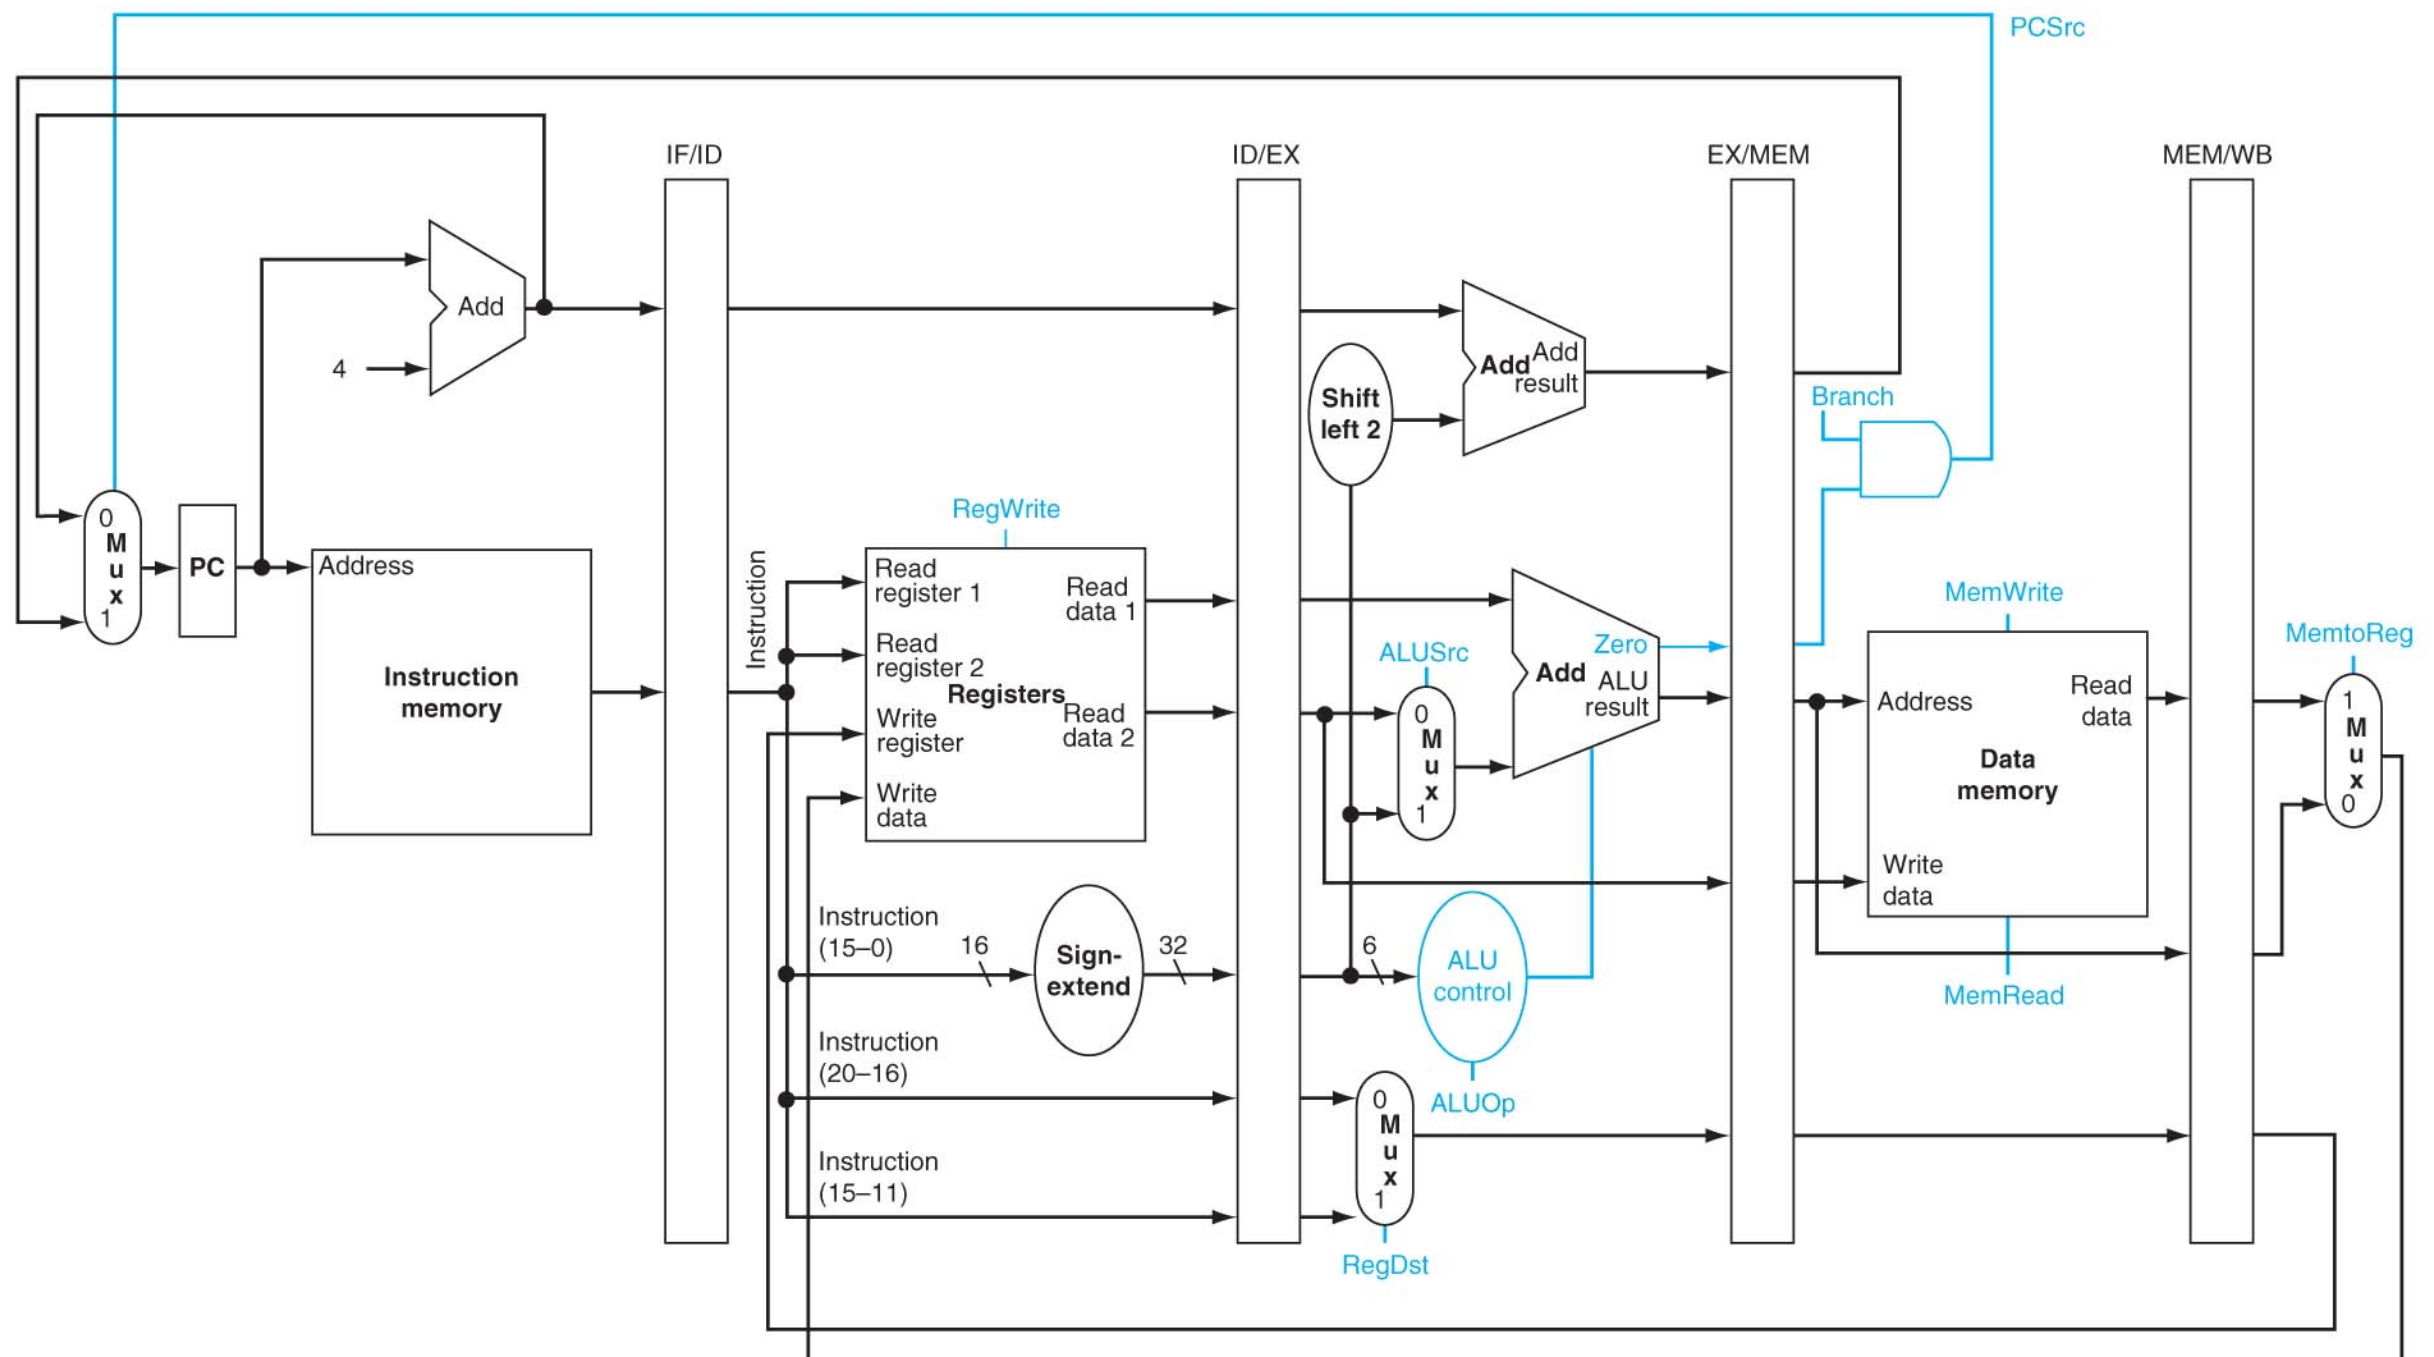 PCSrc
IF/ID
ID/EX
EX/MEM
MEM/WB
Add
4
Shift
left 2
Add
Add
result
Branch
0
M
u
x
1
PC
Address
Instruction
memory
Instruction
RegWrite
Read
register 1
Read
register 2
Write
register
Write
data
Registers
Read
data 1
Read
data 2
ALUSrc
0
M
u
x
1
Add
Zero
ALU
result
MemWrite
Address
Read
data
Data
memory
Write
data
MemRead
MemtoReg
1
M
u
x
0
Instruction
(15–0)
16
Sign-
extend
32
6
ALU
control
ALUOp
Instruction
(20–16)
Instruction
(15–11)
0
M
u
x
1
RegDst